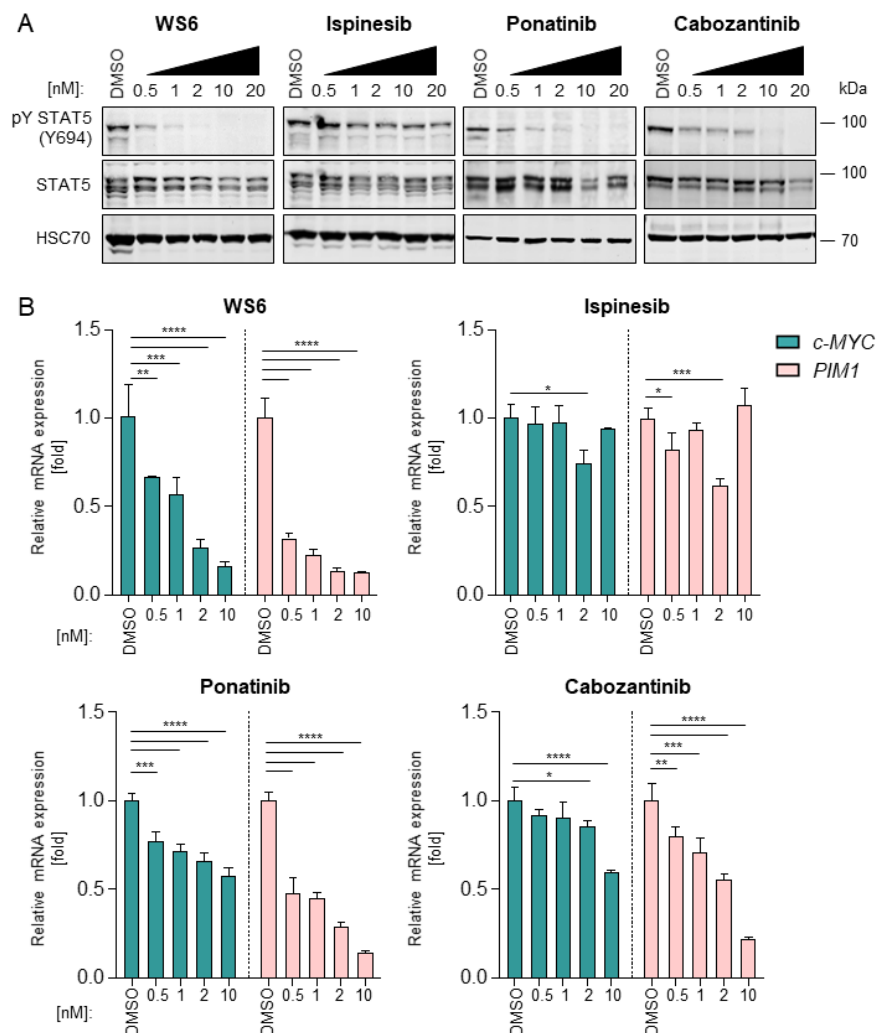 A
WS6 Ispinesib Ponatinib Cabozantinib
DMSO DMSO DMSO DMSO
[nM]: 0.5 1 2 10 20 0.5 1 2 10 20 0.5 1 2 10 20 0.5 1 2 10 20 kDa
pY STAT5
(Y694)
100
STAT5
100
HSC70
70
B
WS6
Relative mRNA expression
[fold]
1.5
1.0
0.5
0.0
****
***
**
****
DMSO 0.5 1 2 10 DMSO 0.5 1 2 10
[nM]:
Ispinesib
Relative mRNA expression
[fold]
1.5
1.0
0.5
0.0
*
***
*
DMSO 0.5 1 2 10 DMSO 0.5 1 2 10
c-MYC
PIM1
Ponatinib
Relative mRNA expression
[fold]
1.5
1.0
0.5
0.0
****
***
****
DMSO 0.5 1 2 10 DMSO 0.5 1 2 10
[nM]:
Cabozantinib
Relative mRNA expression
[fold]
1.5
1.0
0.5
0.0
****
*
****
***
**
DMSO 0.5 1 2 10 DMSO 0.5 1 2 10